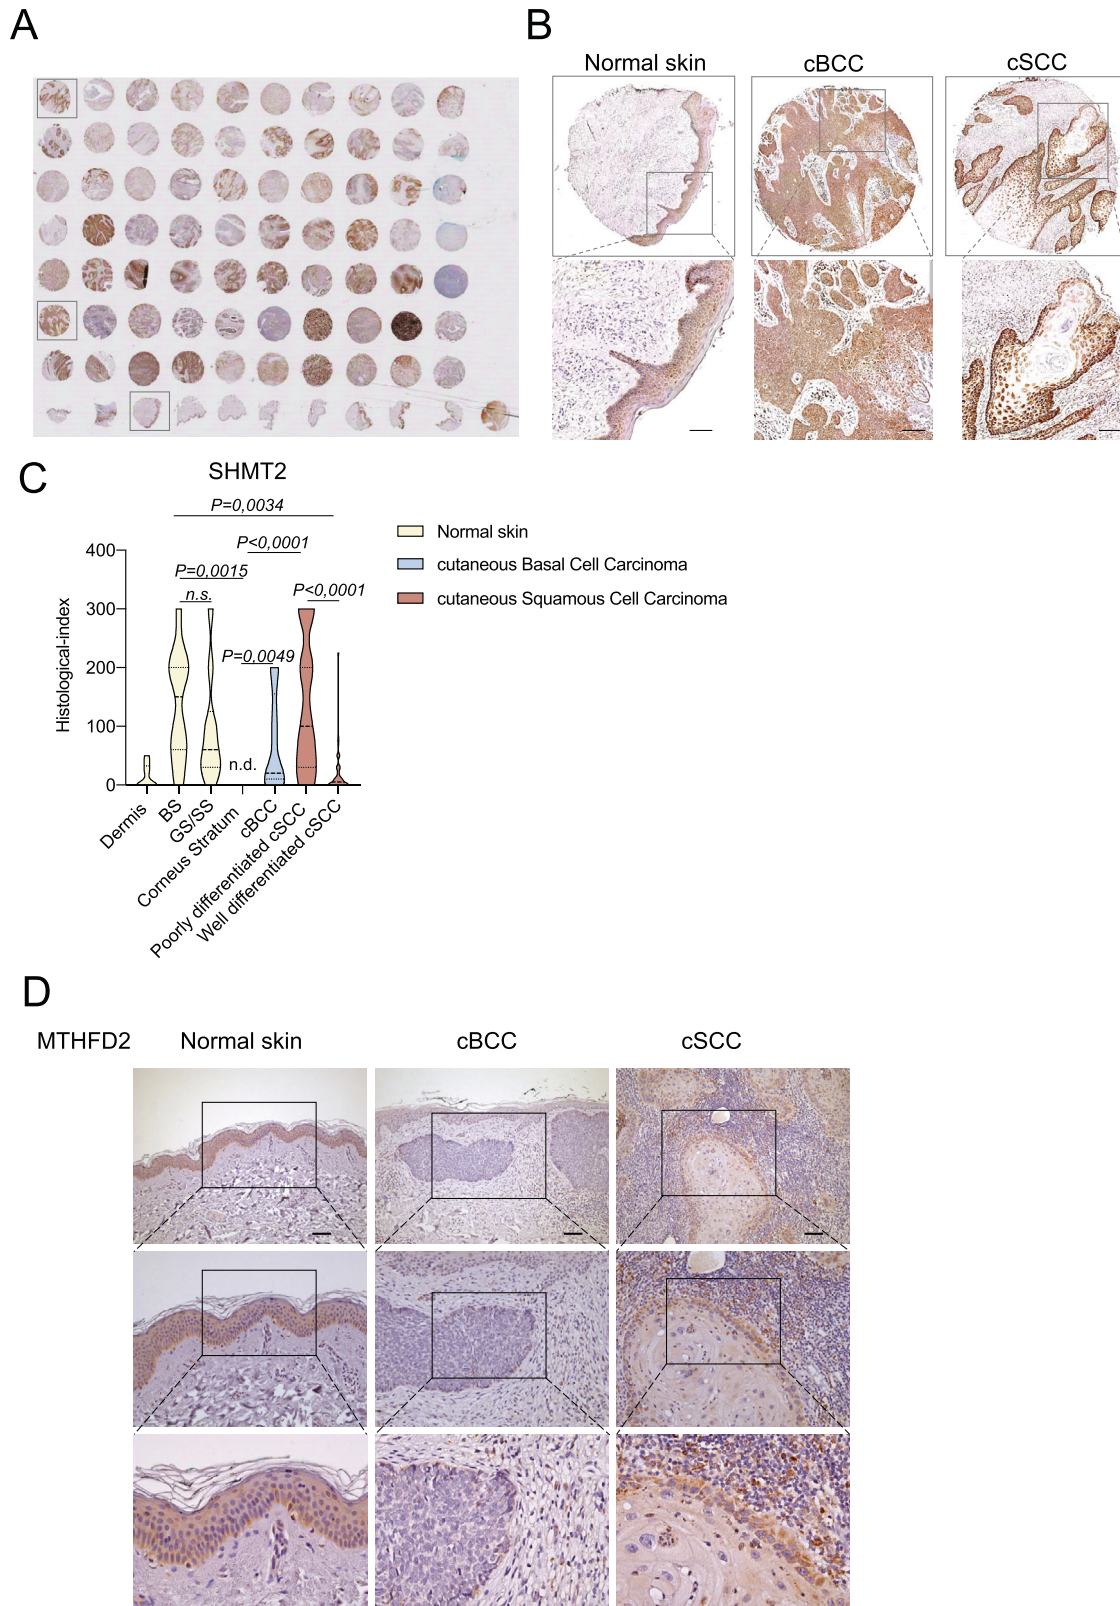 A
B
Normal skin
cBCC
cSCC
C
SHMT2
P=0,0034
P<0,0001
P=0,0015
n.s.
P<0,0001
P=0,0049
n.d.
Histological-index
400
300
200
100
0
Dermis
BS
GS/SS
Corneus Stratum
cBCC
Poorly differentiated cSCC
Well differentiated cSCC
Normal skin
cutaneous Basal Cell Carcinoma
cutaneous Squamous Cell Carcinoma
D
MTHFD2
Normal skin
cBCC
cSCC